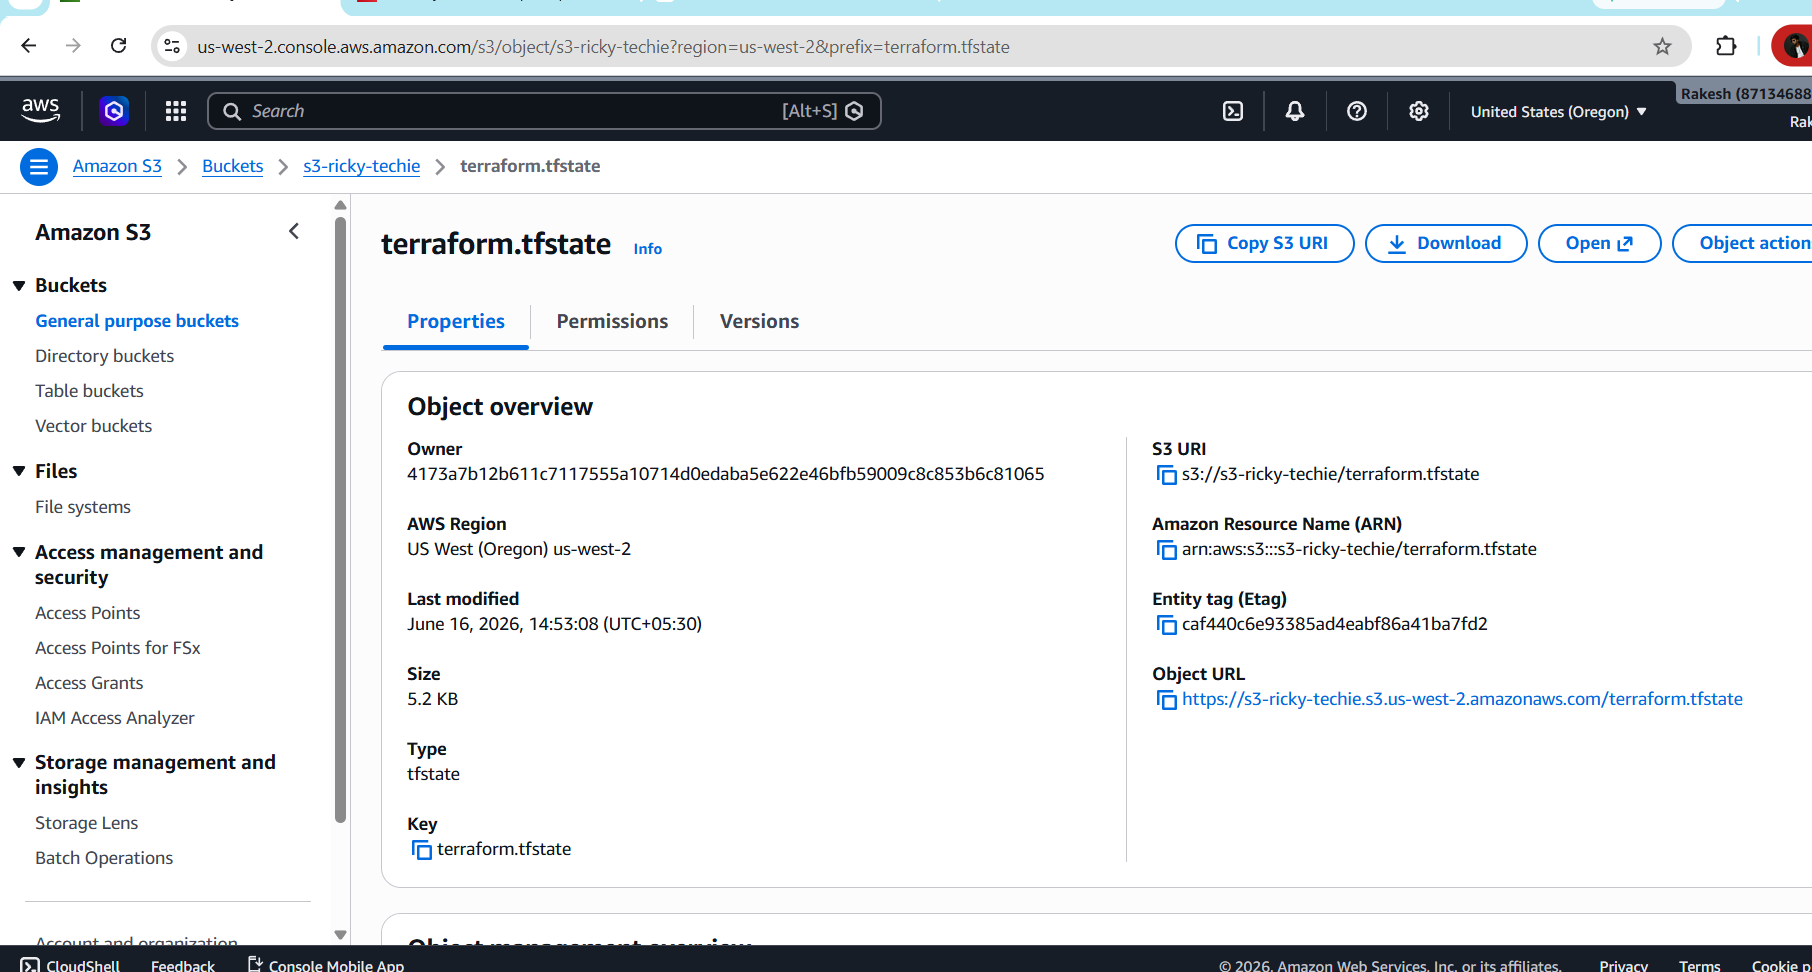 us-west-2.console.aws.amazon.com/s3/object/s3-ricky-techie?region=us-west-2&prefix=terraform.tfstate
aws
Search
[Alt+S]
United States (Oregon)
Rakesh (87134688
Rak
Amazon S3
Buckets
s3-ricky-techie
terraform.tfstate
Amazon S3
Buckets
General purpose buckets
Directory buckets
Table buckets
Vector buckets
Files
File systems
Access management and
security
Access Points
Access Points for FSx
Access Grants
IAM Access Analyzer
Storage management and
insights
Storage Lens
Batch Operations
Account and organization
terraform.tfstate
Info
Copy S3 URI
Download
Open
Object action
Properties
Permissions
Versions
Object overview
Owner
4173a7b12b611c7117555a10714d0edaba5e622e46bfb59009c8c853b6c81065
AWS Region
US West (Oregon) us-west-2
Last modified
June 16, 2026, 14:53:08 (UTC+05:30)
Size
5.2 KB
Type
tfstate
Key
terraform.tfstate
S3 URI
s3://s3-ricky-techie/terraform.tfstate
Amazon Resource Name (ARN)
arn:aws:s3:::s3-ricky-techie/terraform.tfstate
Entity tag (Etag)
caf440c6e93385ad4eabf86a41ba7fd2
Object URL
https://s3-ricky-techie.s3.us-west-2.amazonaws.com/terraform.tfstate
Object management overview
CloudShell
Feedback
Console Mobile App
© 2026, Amazon Web Services, Inc. or its affiliates.
Privacy
Terms
Cookie p